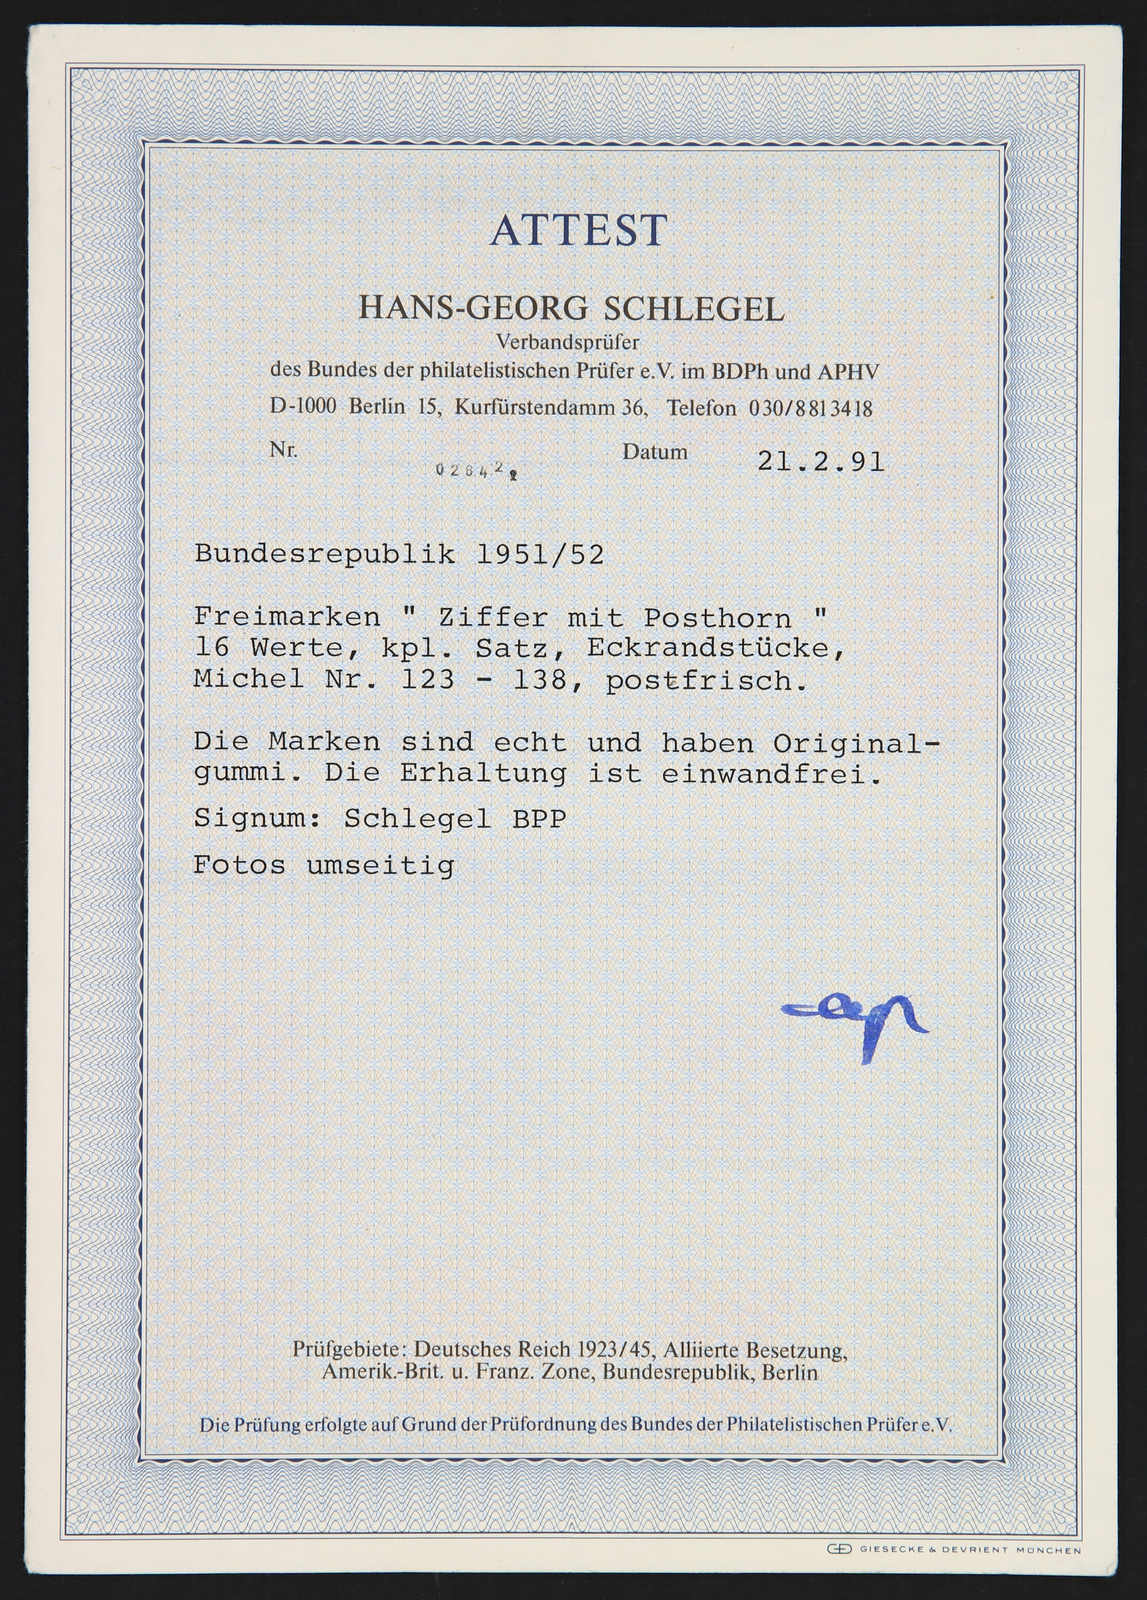 ATTEST
HANS-GEORG SCHLEGEL
Verbandsprüfer
des Bundes der philatelistischen Prüfer e.V. im BDPh und APHV
D-1000 Berlin 15, Kurfürstendamm 36, Telefon 030/8813418
Nr. Datum 21.2.91
Bundesrepublik 1951/52
Freimarken " Ziffer mit Posthorn "
16 Werte, kpl. Satz, Eckrandstücke,
Michel Nr. 123 - 138, postfrisch.
Die Marken sind echt und haben Original-
gummi. Die Erhaltung ist einwandfrei.
Signum: Schlegel BPP
Fotos umseitig
Prüfgebiete: Deutsches Reich 1923/45, Alliierte Besetzung,
Amerik.-Brit. u. Franz. Zone, Bundesrepublik, Berlin
Die Prüfung erfolgte auf Grund der Prüfordnung des Bundes der Philatelistischen Prüfer e.V.
GIESECKE & DEVRIENT MÜNCHEN